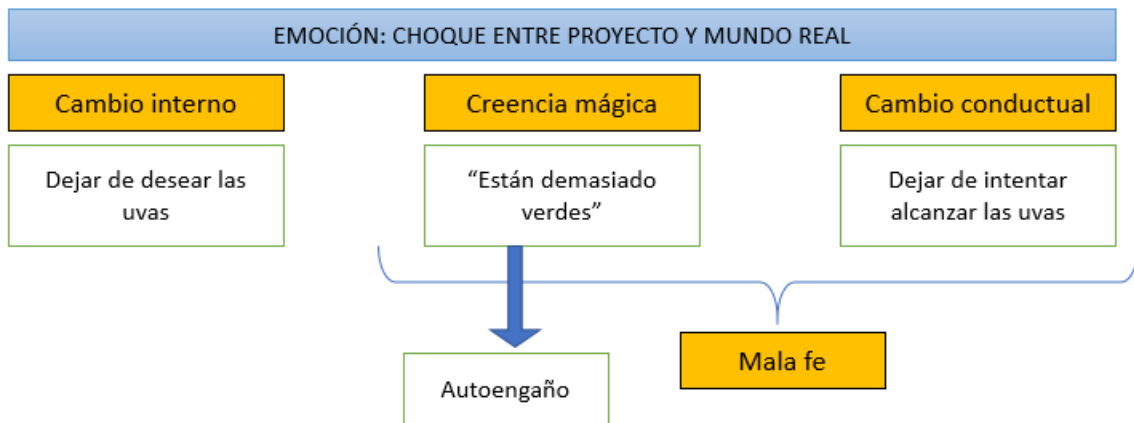 EMOCIÓN: CHOQUE ENTRE PROYECTO Y MUNDO REAL
Cambio interno
Creencia mágica
Cambio conductual
Dejar de desear las
uvas
“Están demasiado
verdes”
Dejar de intentar
alcanzar las uvas
Mala fe
Autoengaño